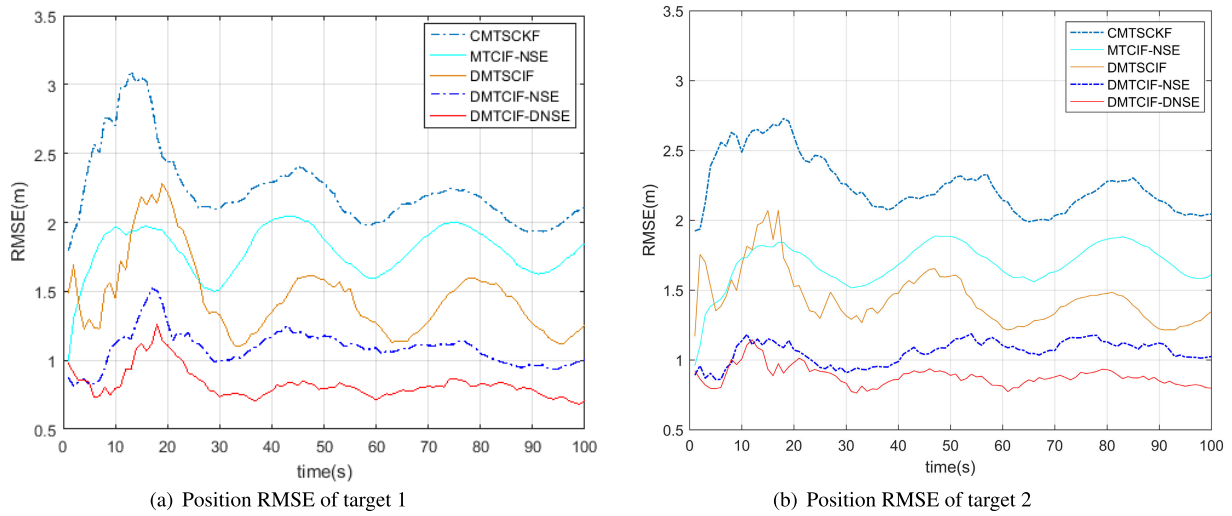 3.5
3
2.5
2
1.5
1
0.5
RMSE(m)
0 10 20 30 40 50 60 70 80 90 100
time(s)
CMTSCKF
MTCIF-NSE
DMTSCIF
DMTCIF-NSE
DMTCIF-DNSE
(a) Position RMSE of target 1
3.5
3
2.5
2
1.5
1
0.5
RMSE(m)
0 10 20 30 40 50 60 70 80 90 100
time(s)
CMTSCKF
MTCIF-NSE
DMTSCIF
DMTCIF-NSE
DMTCIF-DNSE
(b) Position RMSE of target 2